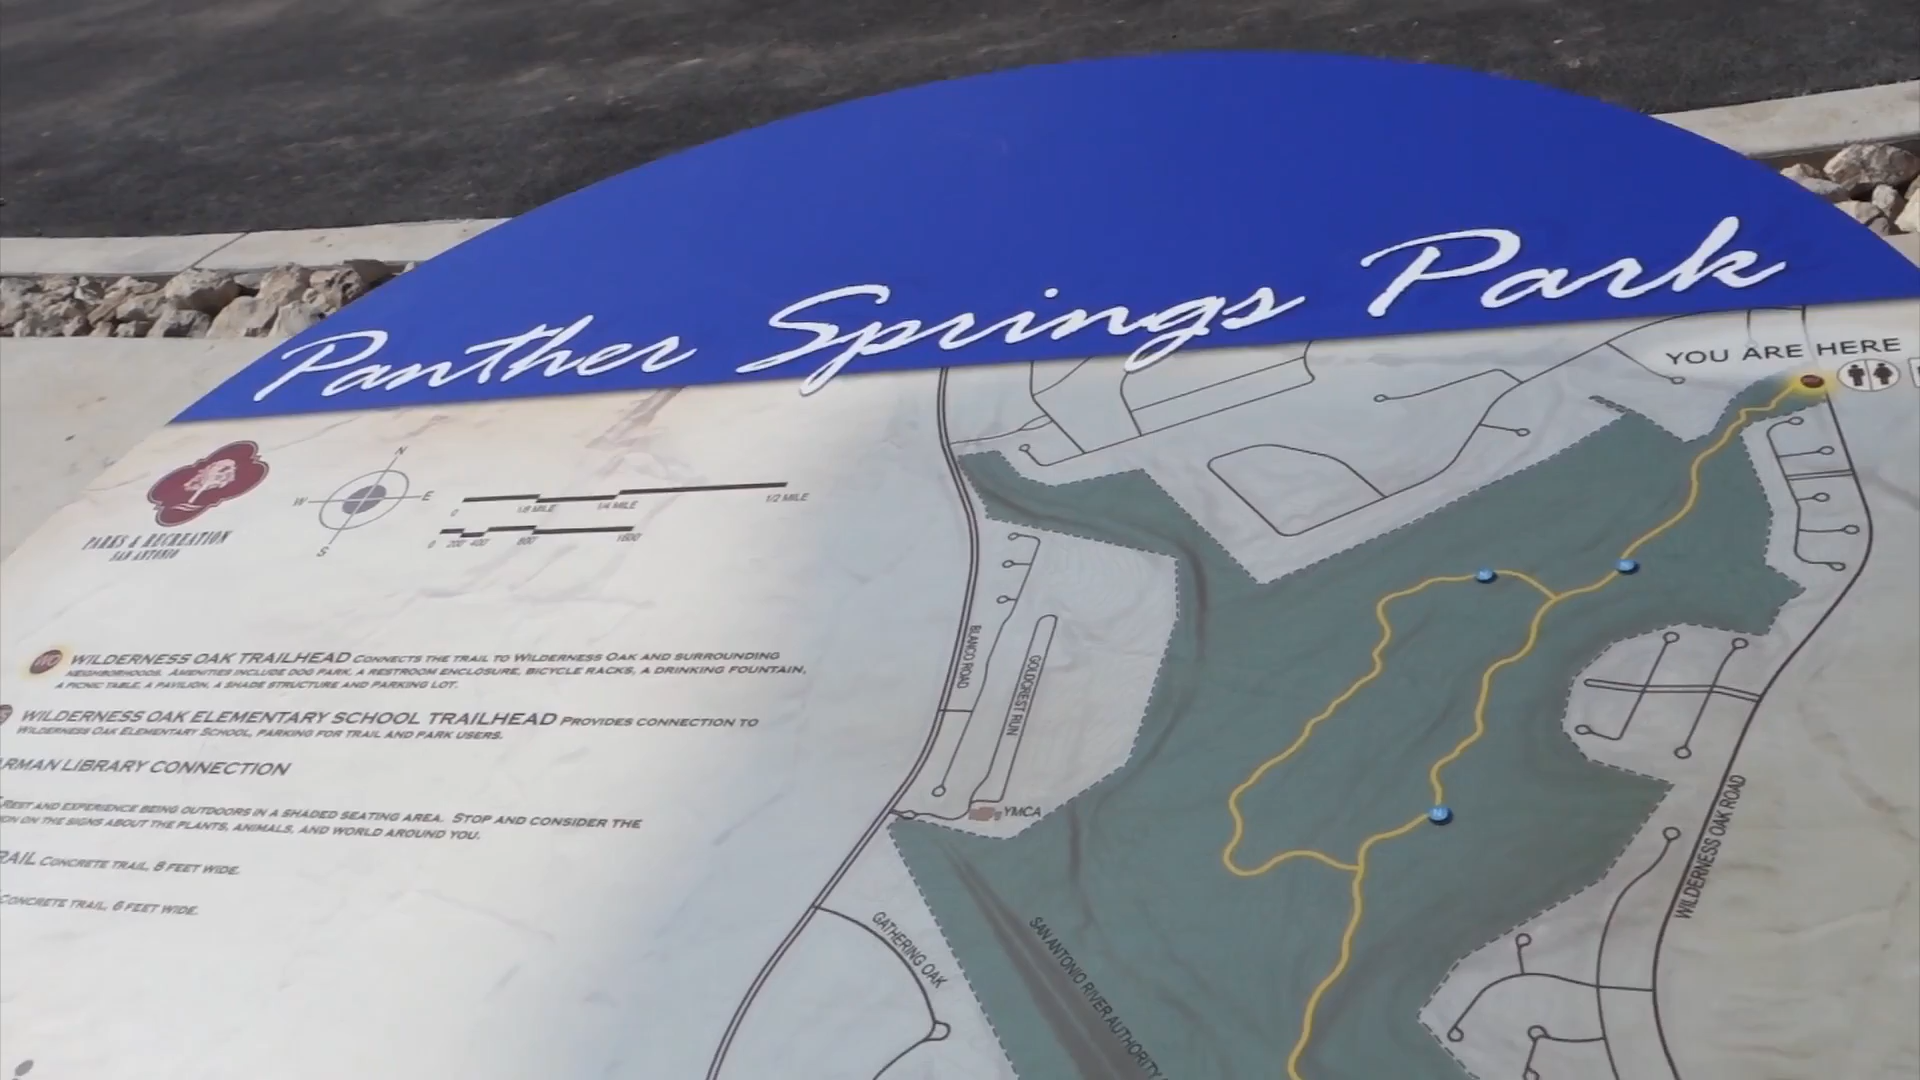 Panther Springs Park
YOU ARE HERE
PARKS & RECREATION
SAN ANTONIO
N
W E
S
0 1/8 MILE 1/4 MILE 1/2 MILE
0 200' 400' 800' 1600'
WO WILDERNESS OAK TRAILHEAD CONNECTS THE TRAIL TO WILDERNESS OAK AND SURROUNDING
NEIGHBORHOODS. AMENITIES INCLUDE DOG PARK, A RESTROOM ENCLOSURE, BICYCLE RACKS, A DRINKING FOUNTAIN,
A PICNIC TABLE, A PAVILION, A SHADE STRUCTURE AND PARKING LOT.
WILDERNESS OAK ELEMENTARY SCHOOL TRAILHEAD PROVIDES CONNECTION TO
WILDERNESS OAK ELEMENTARY SCHOOL, PARKING FOR TRAIL AND PARK USERS.
ARMAN LIBRARY CONNECTION
REST AND EXPERIENCE BEING OUTDOORS IN A SHADED SEATING AREA. STOP AND CONSIDER THE
ON ON THE SIGNS ABOUT THE PLANTS, ANIMALS, AND WORLD AROUND YOU.
RAIL CONCRETE TRAIL, 8 FEET WIDE.
CONCRETE TRAIL, 6 FEET WIDE.
BLANCO ROAD
GOLDCREST RUN
YMCA
GATHERING OAK
SAN ANTONIO RIVER AUTHORITY
WILDERNESS OAK ROAD
N